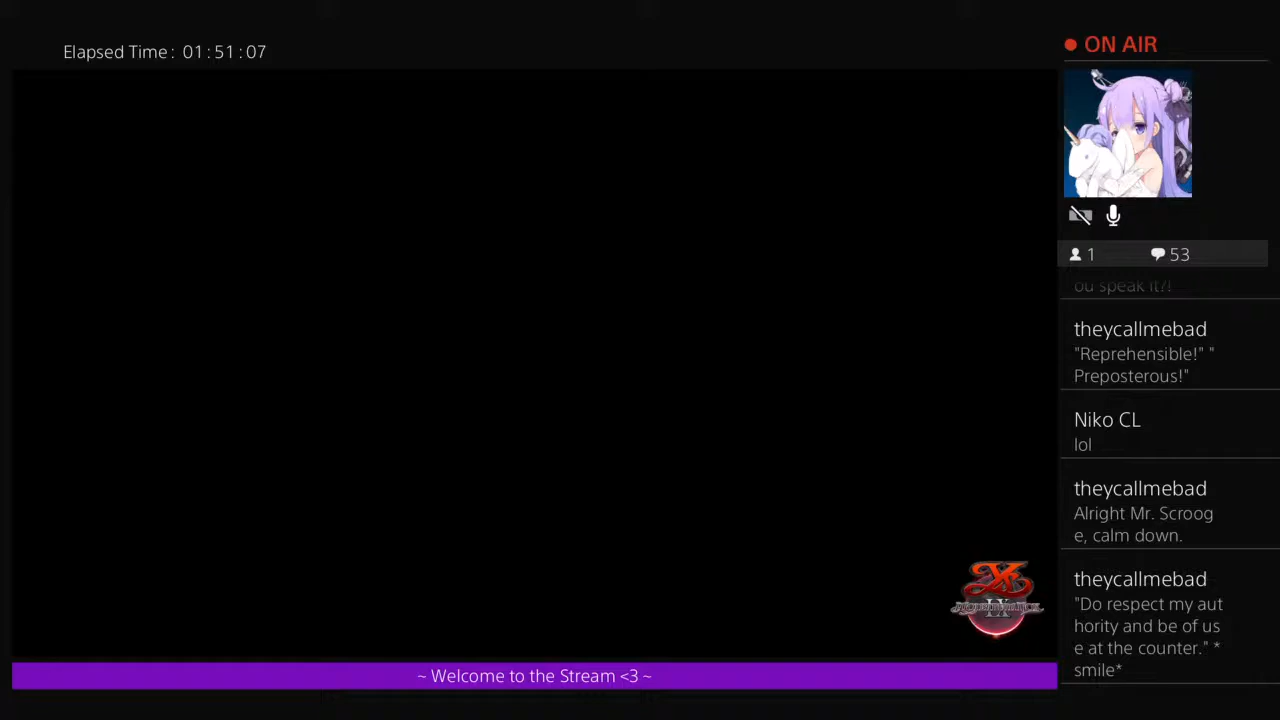 Elapsed Time: 01:51:07
ON AIR
1
53
ou speak it?!
theycallmebad
"Reprehensible!" "
Preposterous!"
Niko CL
lol
theycallmebad
Alright Mr. Scroog
e, calm down.
theycallmebad
"Do respect my aut
hority and be of us
e at the counter." *
smile*
Ys
IX
~ Welcome to the Stream <3 ~